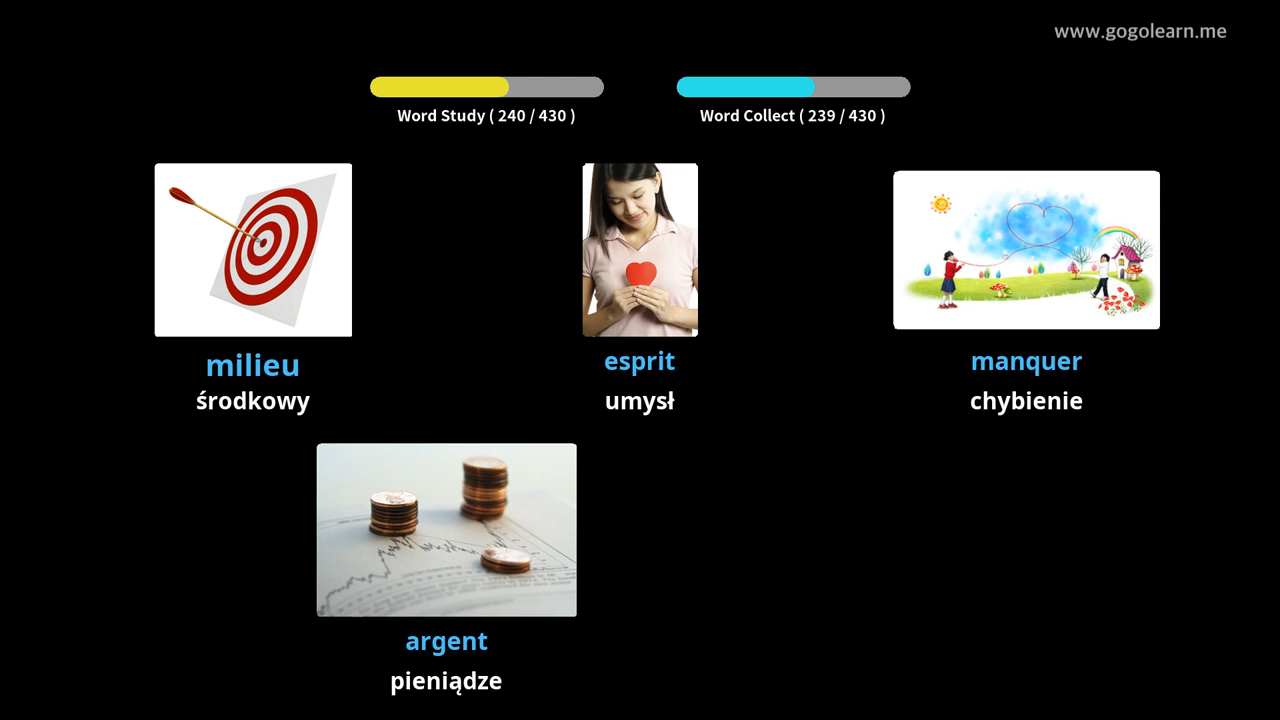 www.gogolearn.me
Word Study ( 240 / 430 )
Word Collect ( 239 / 430 )
milieu
środkowy
esprit
umysł
manquer
chybienie
argent
pieniądze